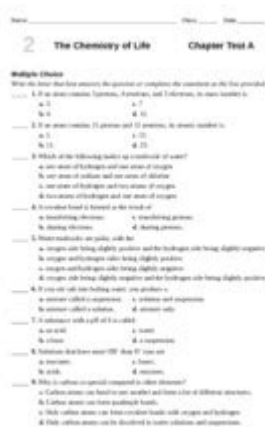 Name Class Date
2 The Chemistry of Life Chapter Test A
Multiple Choice
Write the letter that best answers the question or completes the statement on the line provided.
1. If an atom contains 3 protons, 4 neutrons, and 3 electrons, its mass number is
a. 3. c. 7.
b. 4. d. 11.
2. If an atom contains 11 protons and 12 neutrons, its atomic number is
a. 1. c. 12.
b. 11. d. 23.
3. Which of the following makes up a molecule of water?
a. one atom of hydrogen and one atom of oxygen
b. one atom of sodium and one atom of chlorine
c. one atom of hydrogen and two atoms of oxygen
d. two atoms of hydrogen and one atom of oxygen
4. A covalent bond is formed as the result of
a. transferring electrons. c. transferring protons.
b. sharing electrons. d. sharing protons.
5. Water molecules are polar, with the
a. oxygen side being slightly positive and the hydrogen side being slightly negative.
b. oxygen and hydrogen sides being slightly positive.
c. oxygen and hydrogen sides being slightly negative.
d. oxygen side being slightly negative and the hydrogen side being slightly positive.
6. If you stir salt into boiling water, you produce a
a. mixture called a suspension. c. solution and suspension.
b. mixture called a solution. d. mixture only.
7. A substance with a pH of 6 is called
a. an acid. c. water.
b. a base. d. a suspension.
8. Solutions that have more OH- than H+ ions are
a. mixtures. c. bases.
b. acids. d. enzymes.
9. Why is carbon so special compared to other elements?
a. Carbon atoms can bond to one another and form a lot of different structures.
b. Carbon atoms can form multiple bonds.
c. Only carbon atoms can form covalent bonds with oxygen and hydrogen.
d. Only carbon atoms can be dissolved in water solutions and suspensions.